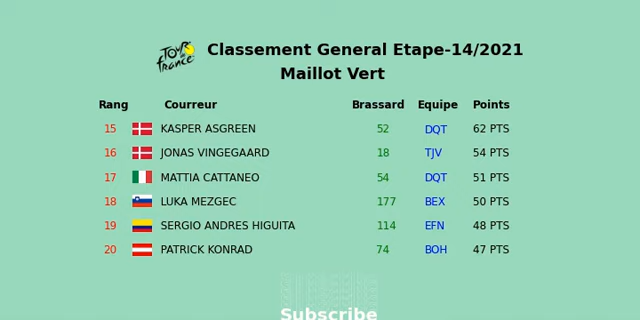 TOUR de France
Classement General Etape-14/2021
Maillot Vert
Rang Courreur Brassard Equipe Points
15 KASPER ASGREEN 52 DQT 62 PTS
16 JONAS VINGEGAARD 18 TJV 54 PTS
17 MATTIA CATTANEO 54 DQT 51 PTS
18 LUKA MEZGEC 177 BEX 50 PTS
19 SERGIO ANDRES HIGUITA 114 EFN 48 PTS
20 PATRICK KONRAD 74 BOH 47 PTS
Subscribe